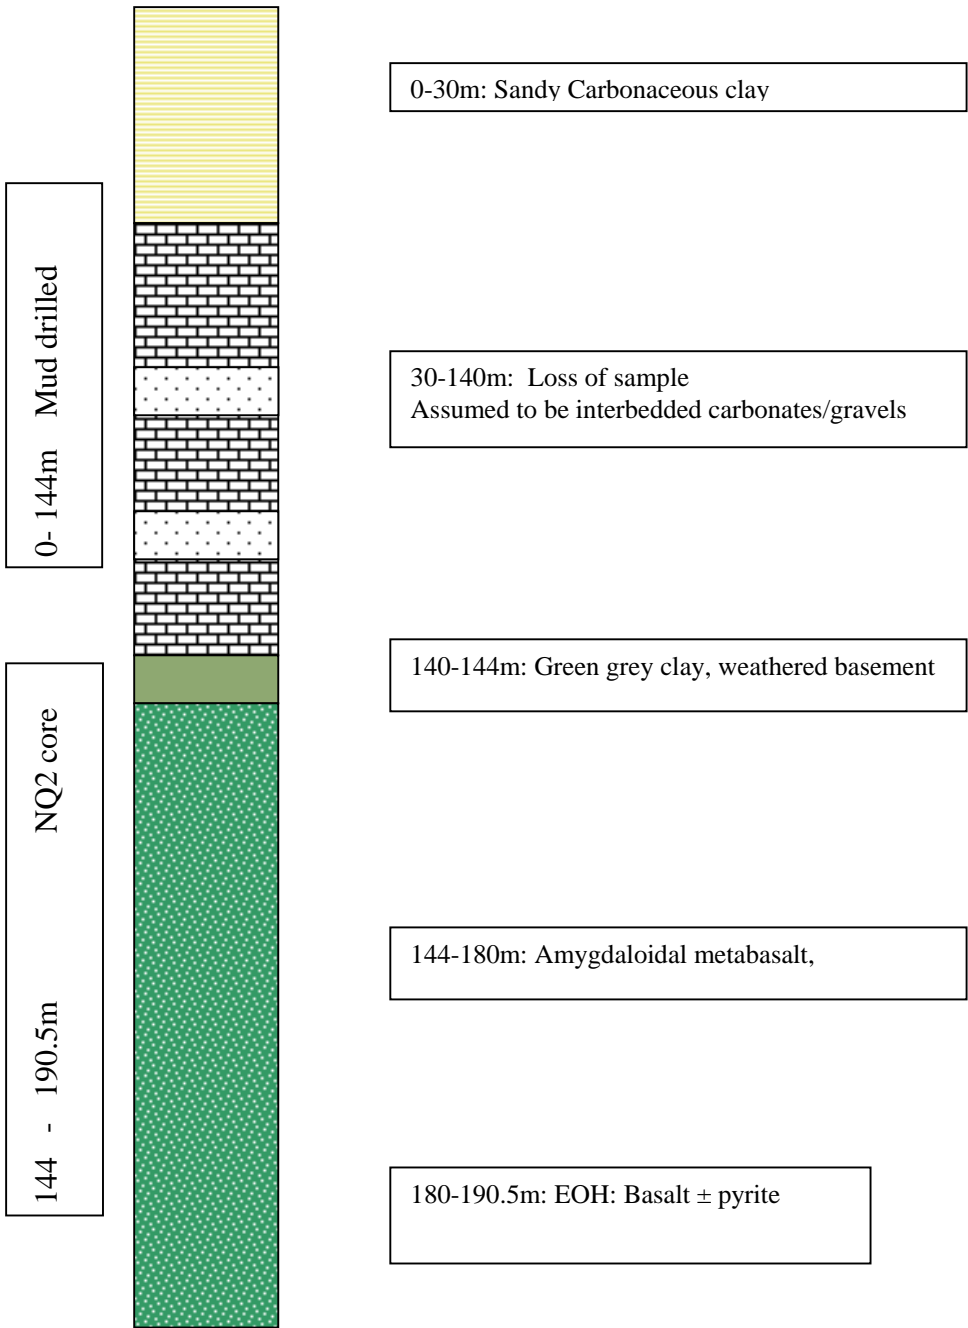 0-30m: Sandy Carbonaceous clay
0- 144m Mud drilled
30-140m: Loss of sample
Assumed to be interbedded carbonates/gravels
140-144m: Green grey clay, weathered basement
144 - 190.5m NQ2 core
144-180m: Amygdaloidal metabasalt,
180-190.5m: EOH: Basalt ± pyrite